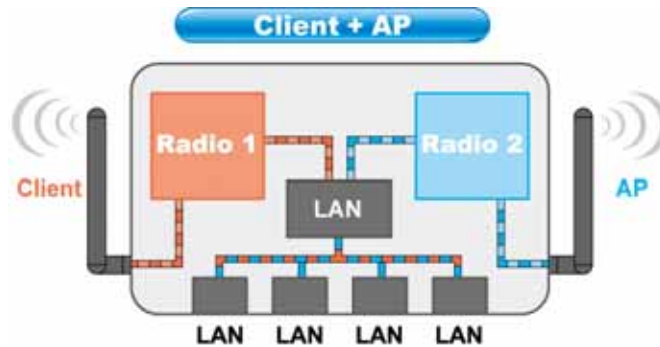 Client + AP
Radio 1
Radio 2
Client
LAN
AP
LAN LAN LAN LAN